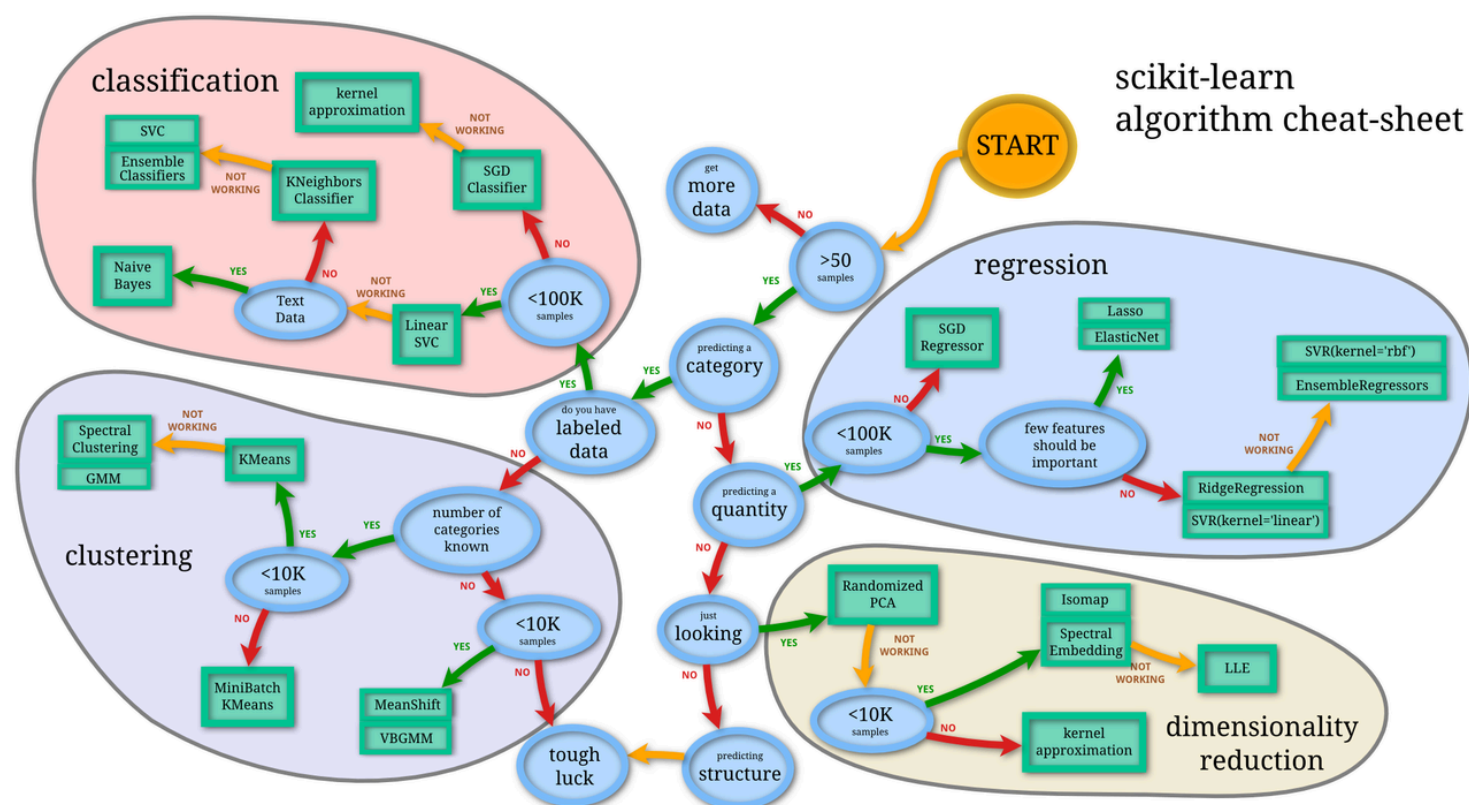 scikit-learn
algorithm cheat-sheet
START
classification
kernel
approximation
NOT
WORKING
SVC
Ensemble
Classifiers
NOT
WORKING
KNeighbors
Classifier
SGD
Classifier
NO
Naive
Bayes
YES
NO
Text
Data
NOT
WORKING
Linear
SVC
YES
<100K
samples
YES
get
more
data
NO
>50
samples
YES
predicting a
category
YES
NO
do you have
labeled
data
NO
predicting a
quantity
YES
NO
just
looking
YES
NO
predicting
structure
tough
luck
regression
SGD
Regressor
NO
<100K
samples
YES
Lasso
ElasticNet
YES
few features
should be
important
NO
SVR(kernel='rbf')
EnsembleRegressors
NOT
WORKING
RidgeRegression
SVR(kernel='linear')
clustering
Spectral
Clustering
GMM
NOT
WORKING
KMeans
YES
<10K
samples
NO
MiniBatch
KMeans
YES
number of
categories
known
NO
<10K
samples
YES
NO
MeanShift
VBGMM
Randomized
PCA
NOT
WORKING
<10K
samples
YES
NO
Isomap
Spectral
Embedding
NOT
WORKING
LLE
kernel
approximation
dimensionality
reduction